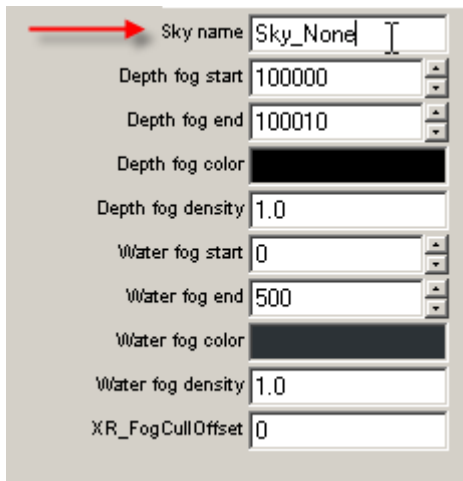 Sky name Sky_None
Depth fog start 100000
Depth fog end 100010
Depth fog color
Depth fog density 1.0
Water fog start 0
Water fog end 500
Water fog color
Water fog density 1.0
XR_FogCullOffset 0